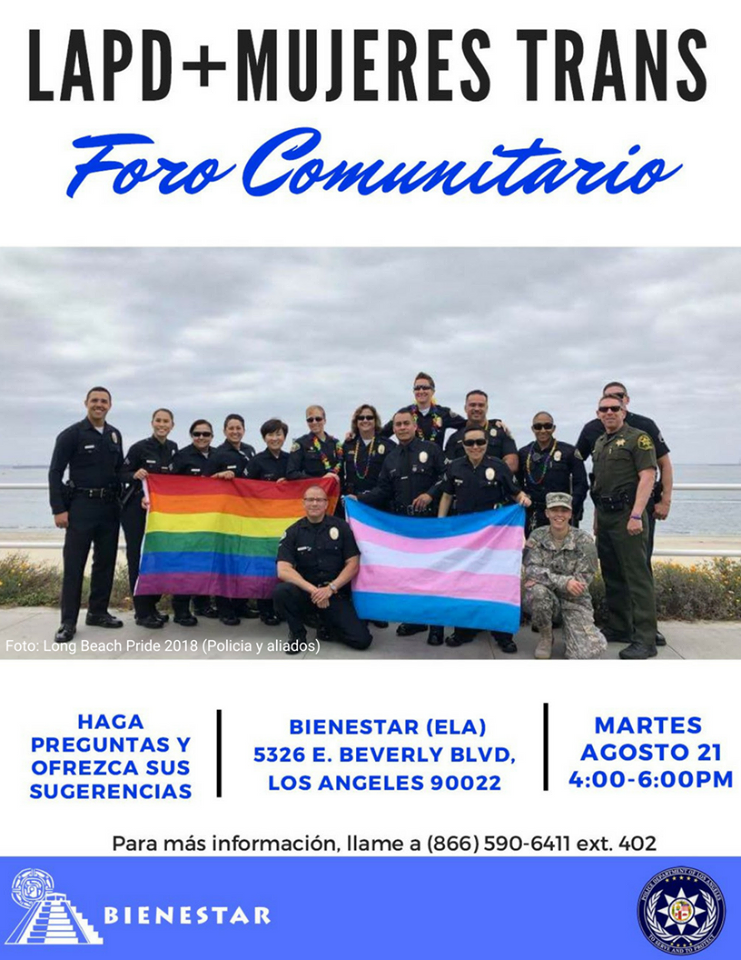 LAPD+MUJERES TRANS
Foro Comunitario
Foto: Long Beach Pride 2018 (Policia y aliados)
HAGA
PREGUNTAS Y
OFREZCA SUS
SUGERENCIAS
BIENESTAR (ELA)
5326 E. BEVERLY BLVD,
LOS ANGELES 90022
MARTES
AGOSTO 21
4:00-6:00PM
Para más información, llame a (866) 590-6411 ext. 402
BIENESTAR
POLICE DEPARTMENT OF LOS ANGELES
TO SERVE AND TO PROTECT